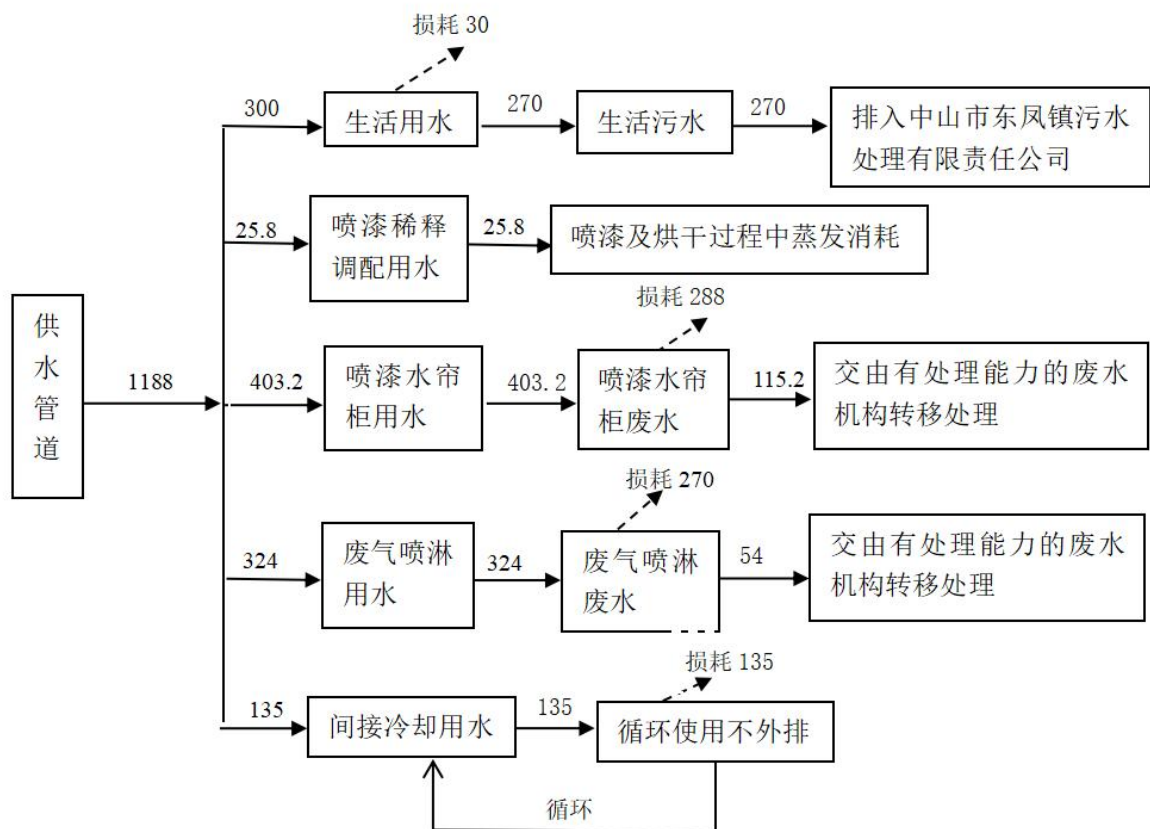 损耗 30
300
生活用水
270
生活污水
270
排入中山市东凤镇污水
处理有限责任公司
25.8
喷漆稀释
调配用水
25.8
喷漆及烘干过程中蒸发消耗
损耗 288
供
水
管
道
1188
403.2
喷漆水帘
柜用水
403.2
喷漆水帘
柜废水
115.2
交由有处理能力的废水
机构转移处理
损耗 270
324
废气喷淋
用水
324
废气喷淋
废水
54
交由有处理能力的废水
机构转移处理
损耗 135
135
间接冷却用水
135
循环使用不外排
循环